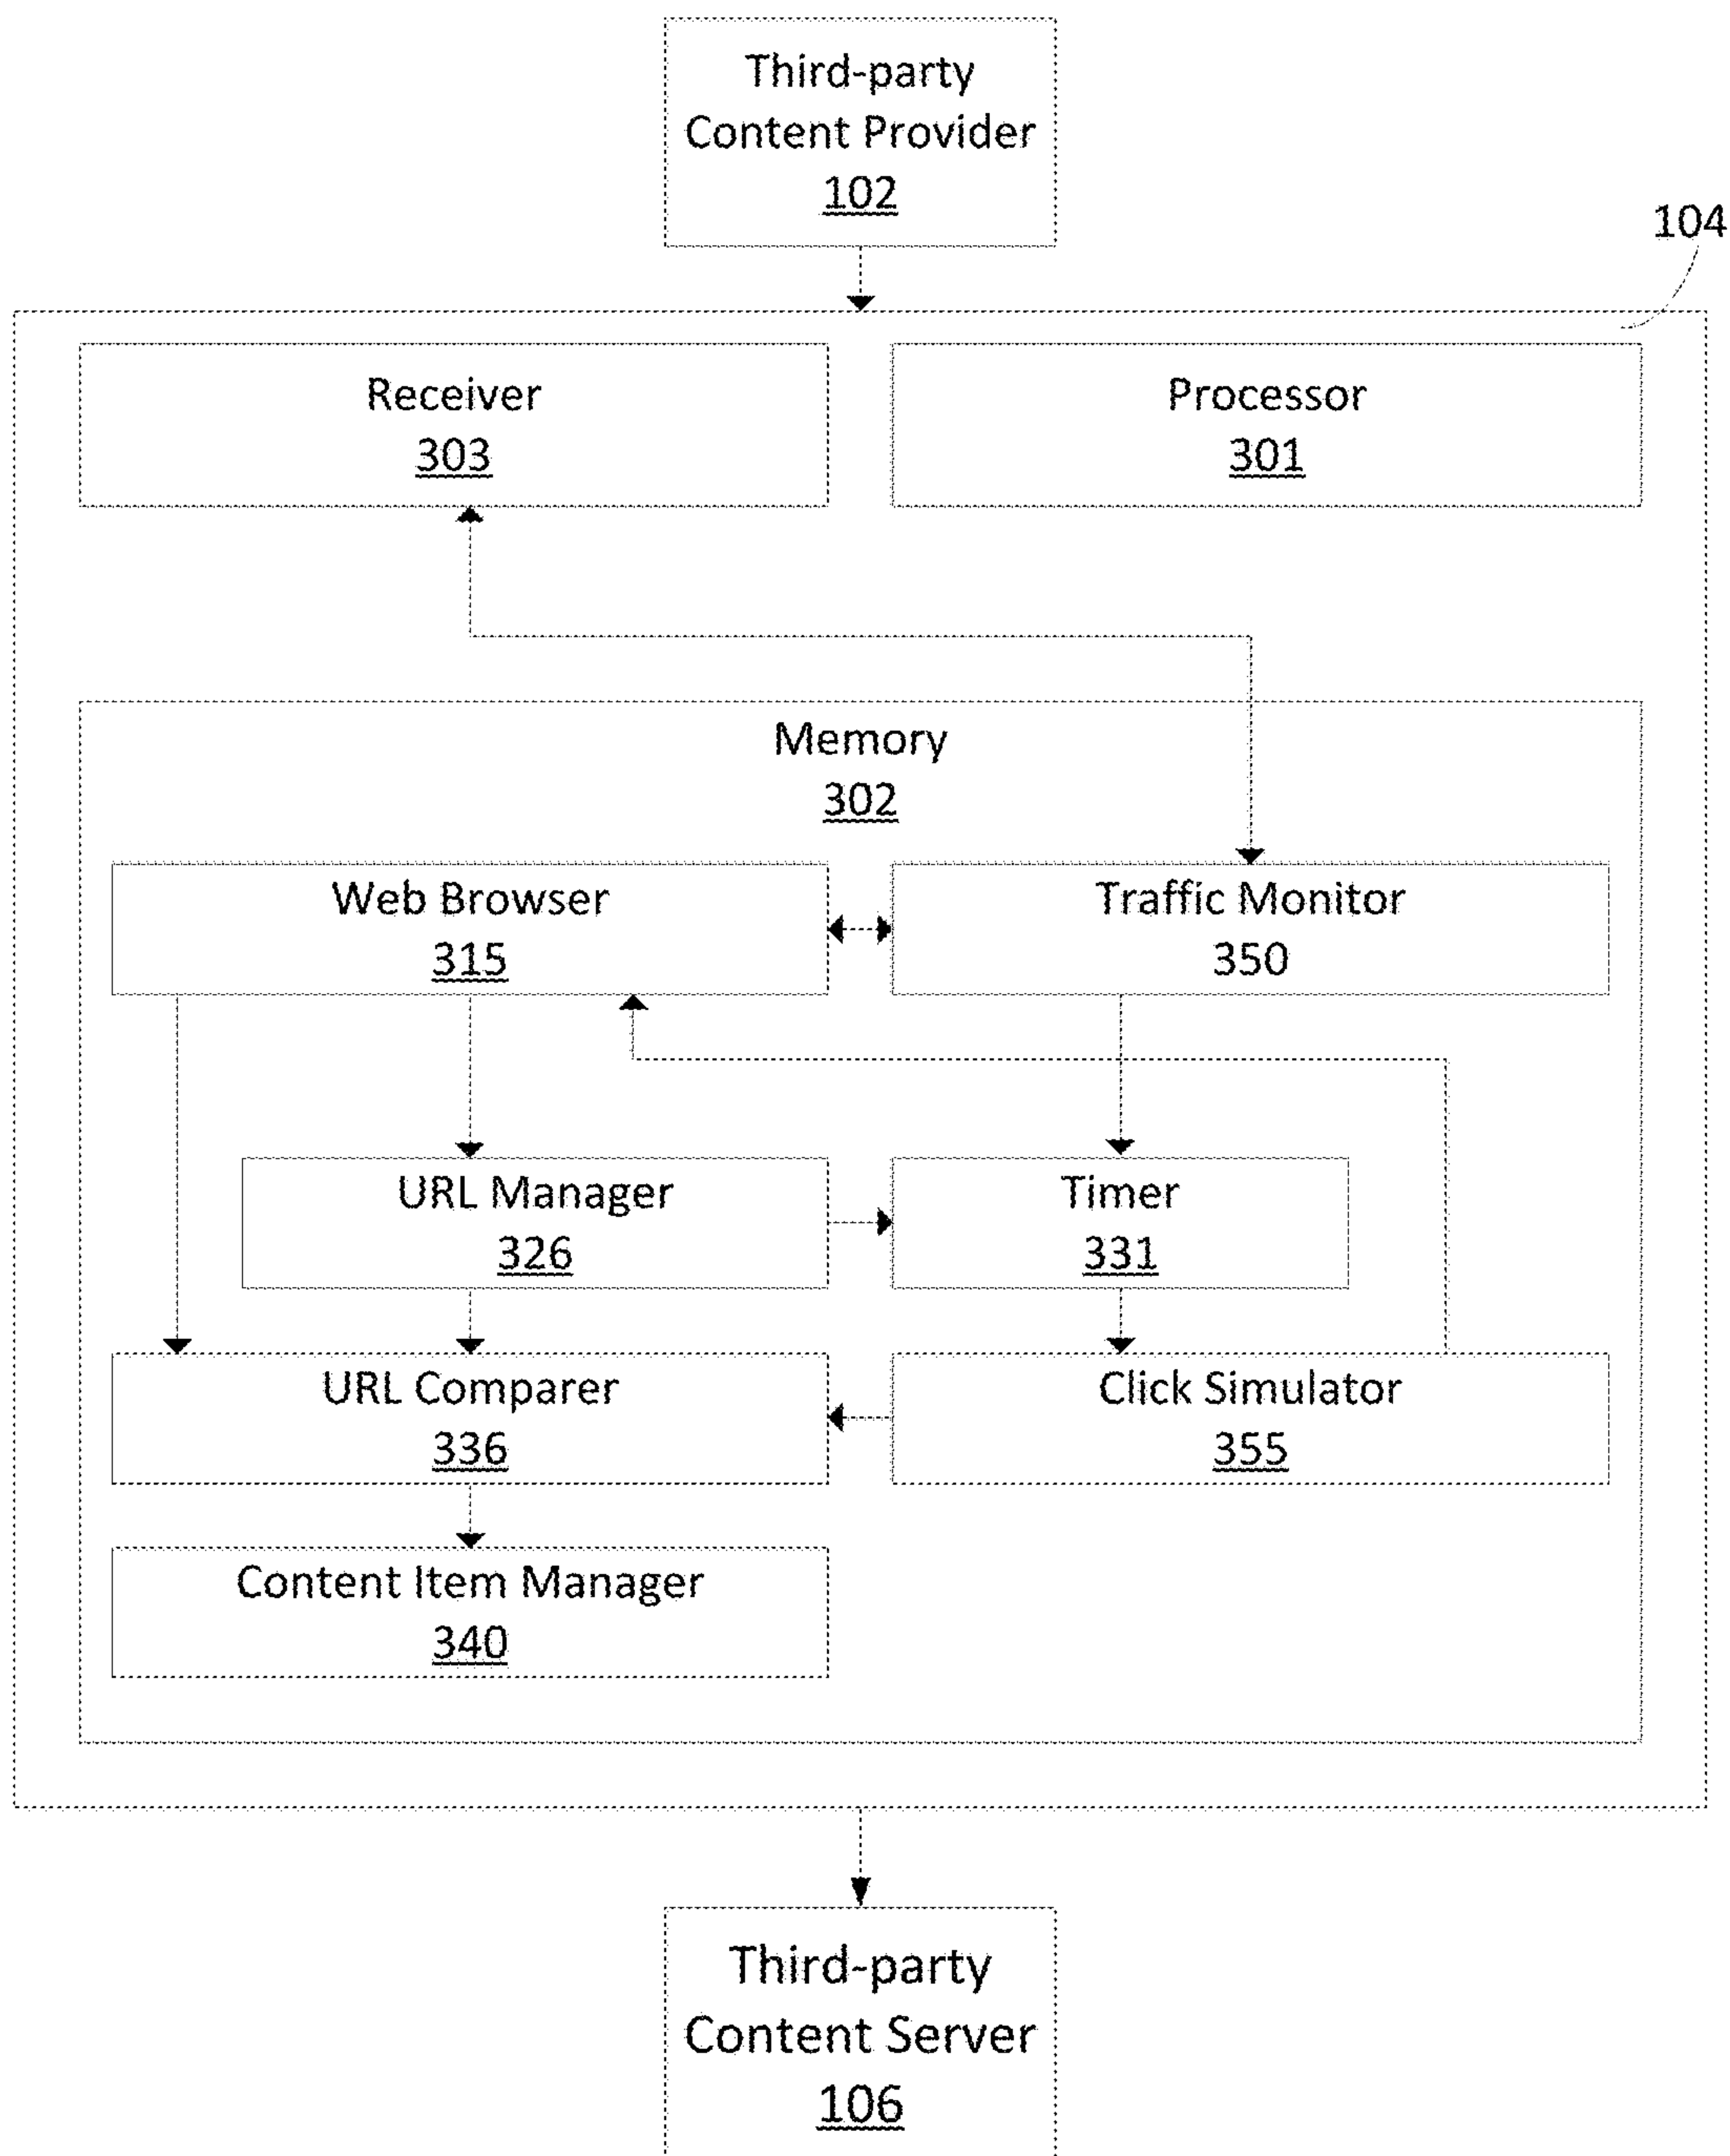 Third-party
Content Provider
102
104
Receiver
303
Processor
301
Memory
302
Web Browser
315
Traffic Monitor
350
URL Manager
326
Timer
331
URL Comparer
336
Click Simulator
355
Content Item Manager
340
Third-party
Content Server
106